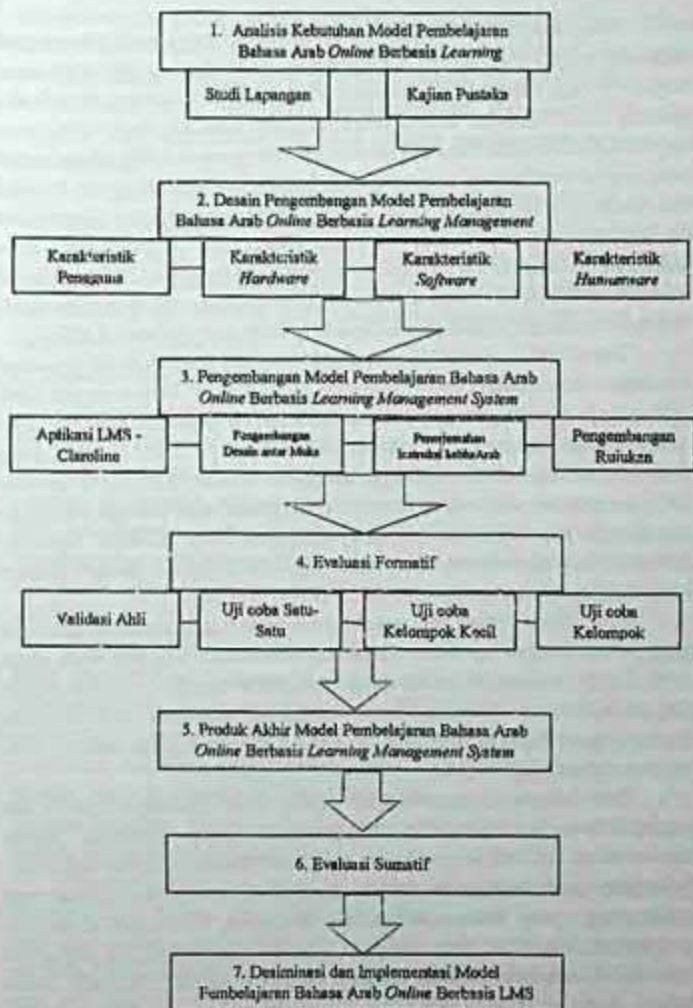 1. Analisis Kebutuhan Model Pembelajaran
Bahasa Arab Online Berbasis Learning
Studi Lapangan
Kajian Pustaka
2. Desain Pengembangan Model Pembelajaran
Bahasa Arab Online Berbasis Learning Management
Karakteristik
Pengguna
Karakteristik
Hardware
Karakteristik
Software
Karakteristik
Humanware
3. Pengembangan Model Pembelajaran Bahasa Arab
Online Berbasis Learning Management System
Aplikasi LMS -
Claroline
Pengembangan
Desain antar Muka
Penerjemahan
Instruksi
Pengembangan
Rujukan
4. Evaluasi Formatif
Validasi Ahli
Uji coba Satu-
Satu
Uji coba
Kelompok Kecil
Uji coba
Kelompok
5. Produk Akhir Model Pembelajaran Bahasa Arab
Online Berbasis Learning Management System
6. Evaluasi Sumatif
7. Desiminasi dan Implementasi Model
Pembelajaran Bahasa Arab Online Berbasis LMS